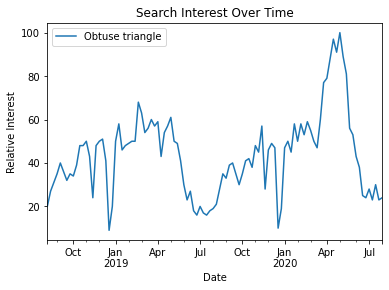 Search Interest Over Time
Obtuse triangle
Relative Interest
100
80
60
40
20
Oct
Jan
2019
Apr
Jul
Oct
Jan
2020
Apr
Jul
Date